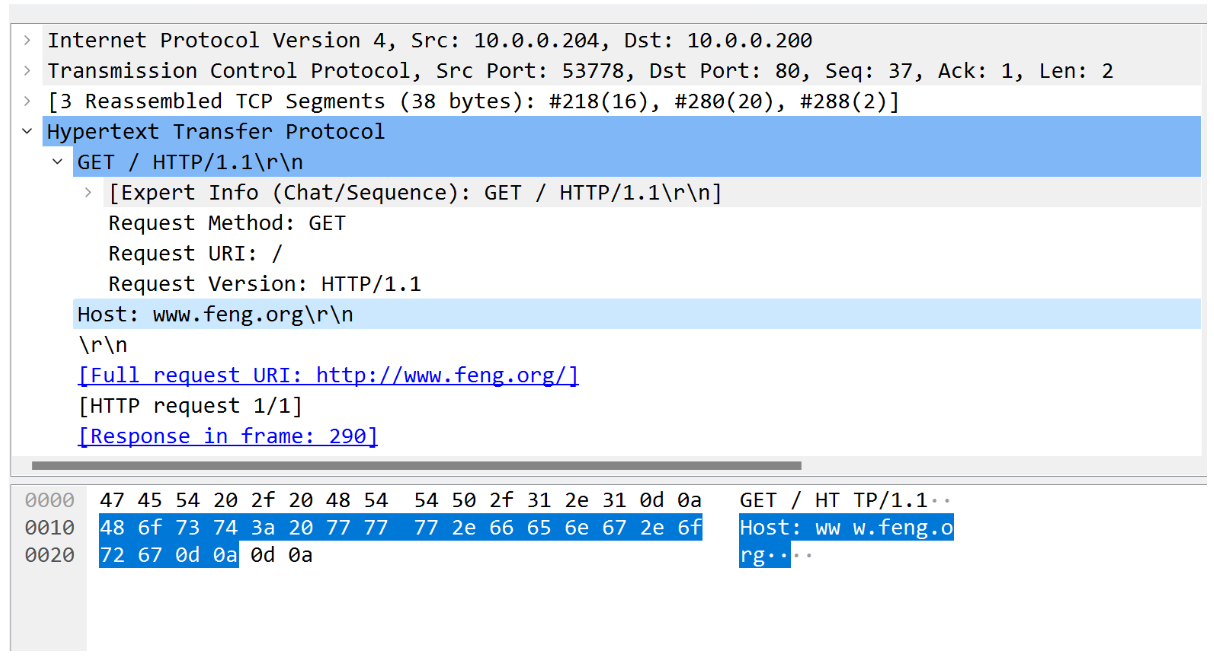 Internet Protocol Version 4, Src: 10.0.0.204, Dst: 10.0.0.200
Transmission Control Protocol, Src Port: 53778, Dst Port: 80, Seq: 37, Ack: 1, Len: 2
[3 Reassembled TCP Segments (38 bytes): #218(16), #280(20), #288(2)]
Hypertext Transfer Protocol
GET / HTTP/1.1\r\n
[Expert Info (Chat/Sequence): GET / HTTP/1.1\r\n]
Request Method: GET
Request URI: /
Request Version: HTTP/1.1
Host: www.feng.org\r\n
\r\n
[Full request URI: http://www.feng.org/]
[HTTP request 1/1]
[Response in frame: 290]
0000 47 45 54 20 2f 20 48 54 54 50 2f 31 2e 31 0d 0a GET / HT TP/1.1··
0010 48 6f 73 74 3a 20 77 77 77 2e 66 65 6e 67 2e 6f Host: ww w.feng.o
0020 72 67 0d 0a 0d 0a rg····